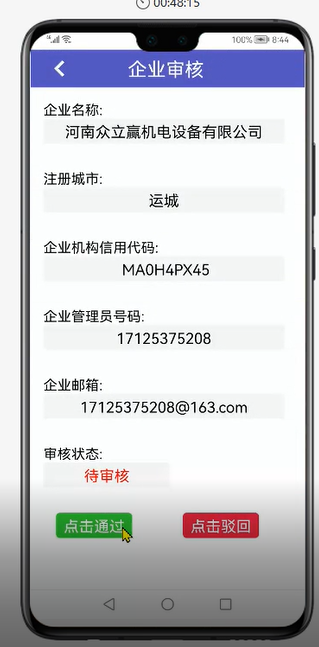 00:48:15
100% 8:44
企业审核
企业名称:
河南众立赢机电设备有限公司
注册城市:
运城
企业机构信用代码:
MA0H4PX45
企业管理员号码:
17125375208
企业邮箱:
17125375208@163.com
审核状态:
待审核
点击通过 点击驳回